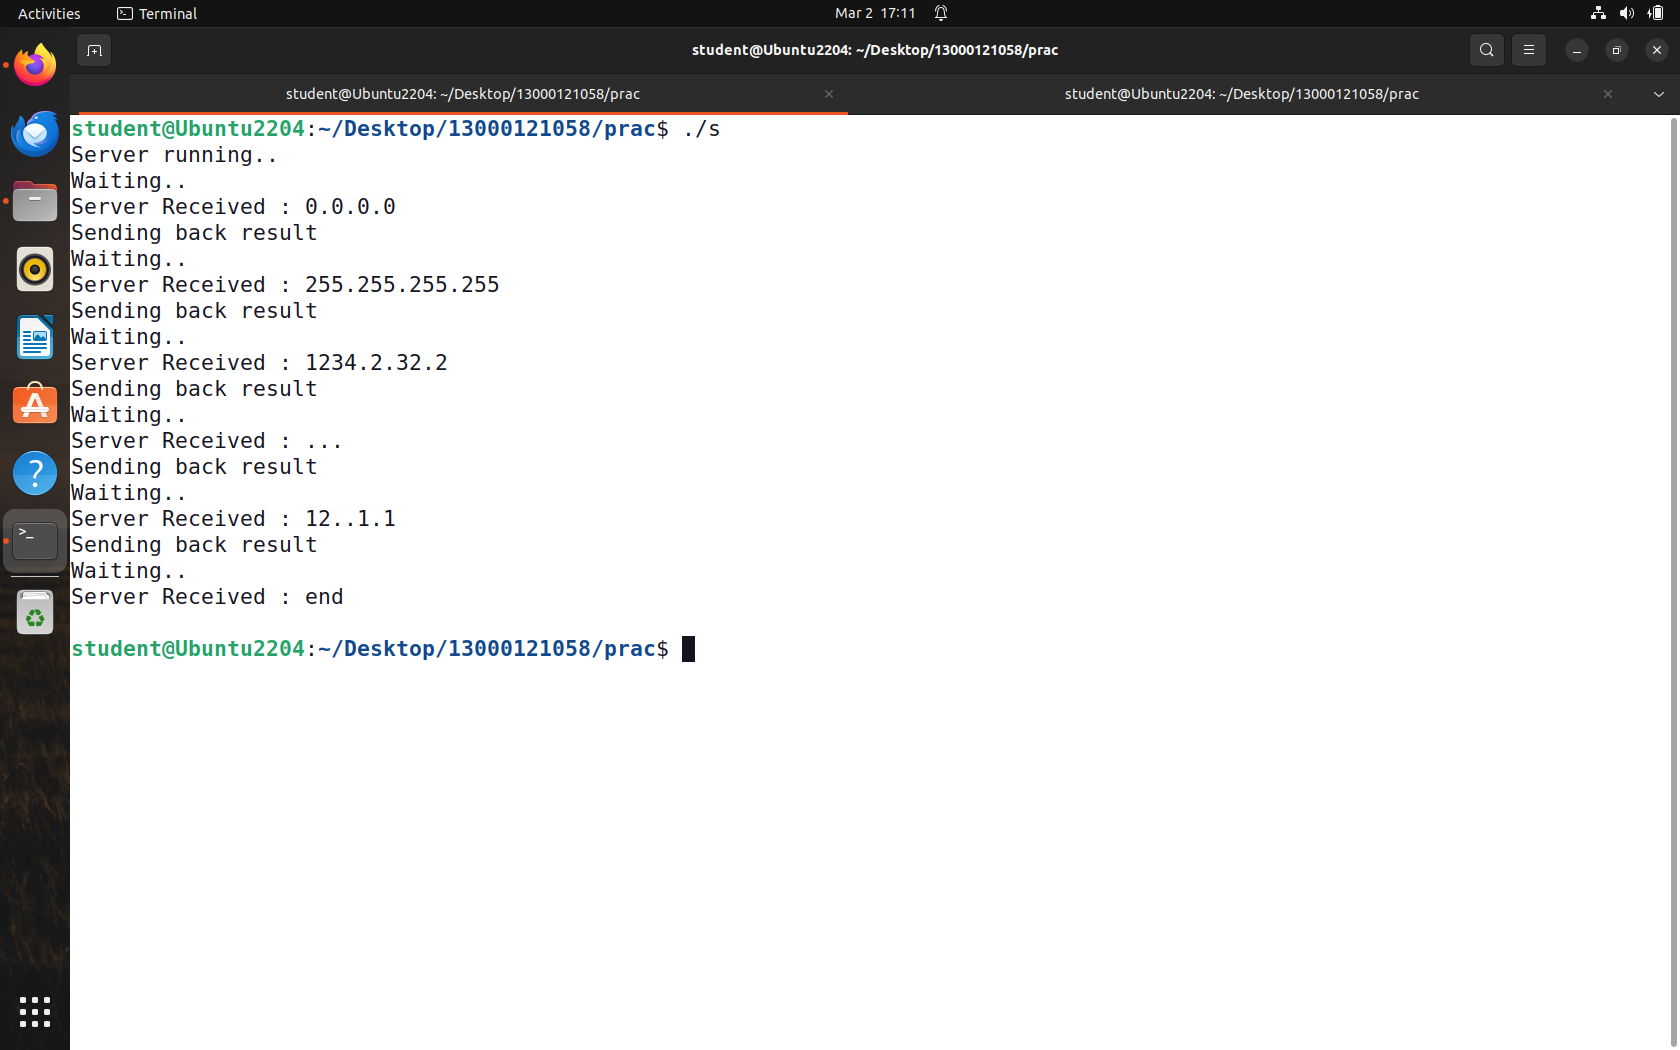 Activities
Terminal
Mar 2 17:11
student@Ubuntu2204: ~/Desktop/13000121058/prac
student@Ubuntu2204: ~/Desktop/13000121058/prac
student@Ubuntu2204: ~/Desktop/13000121058/prac
student@Ubuntu2204:~/Desktop/13000121058/prac$ ./s
Server running..
Waiting..
Server Received : 0.0.0.0
Sending back result
Waiting..
Server Received : 255.255.255.255
Sending back result
Waiting..
Server Received : 1234.2.32.2
Sending back result
Waiting..
Server Received : ...
Sending back result
Waiting..
Server Received : 12..1.1
Sending back result
Waiting..
Server Received : end
student@Ubuntu2204:~/Desktop/13000121058/prac$